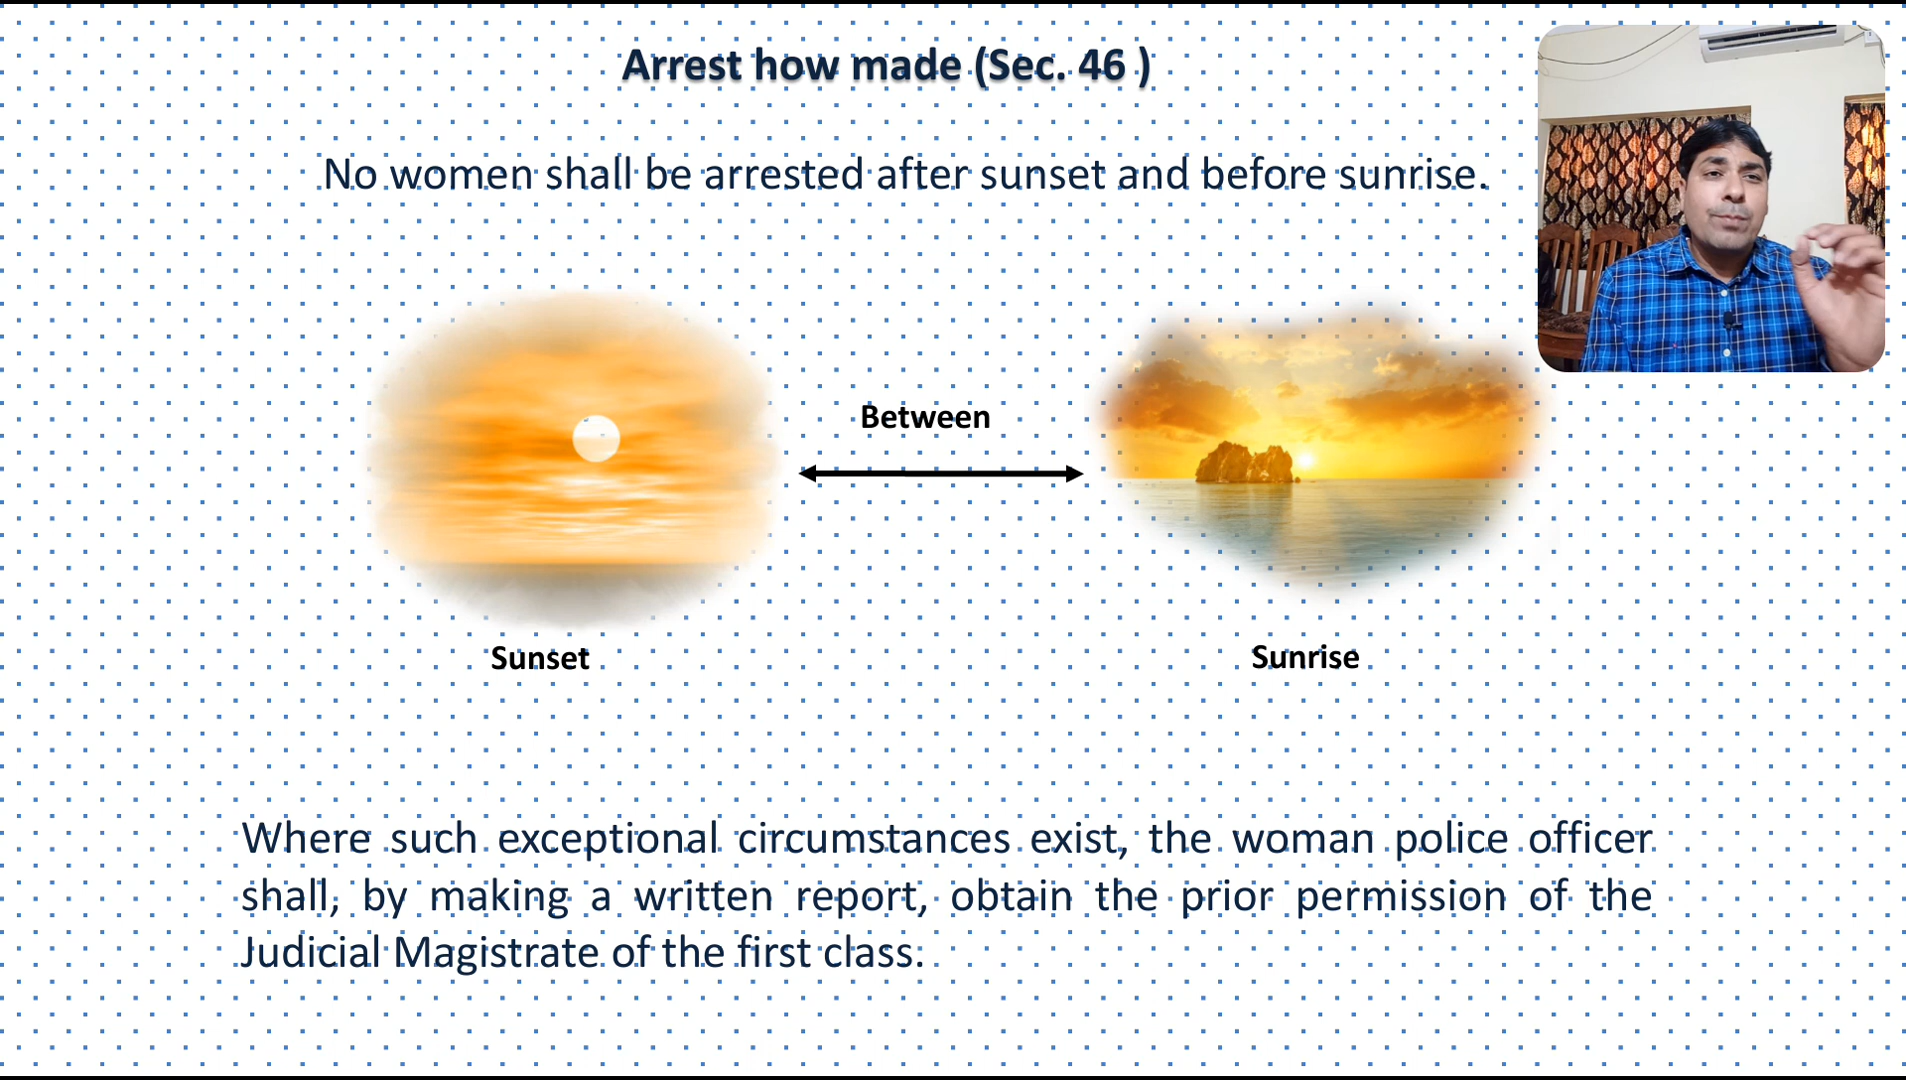 Arrest how made (Sec. 46 )
No women shall be arrested after sunset and before sunrise.
Between
Sunset
Sunrise
Where such exceptional circumstances exist, the woman police officer
shall, by making a written report, obtain the prior permission of the
Judicial Magistrate of the first class.